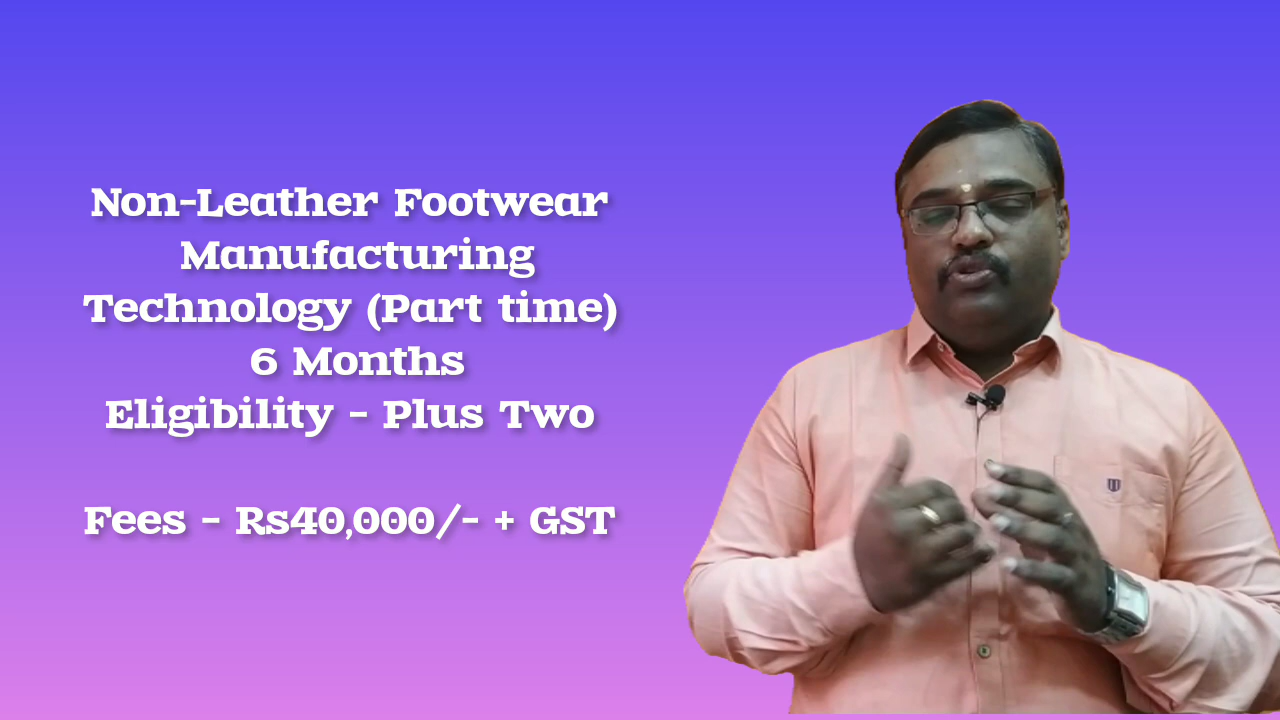 Non-Leather Footwear
Manufacturing
Technology (Part time)
6 Months
Eligibility - Plus Two
Fees - Rs40,000/- + GST